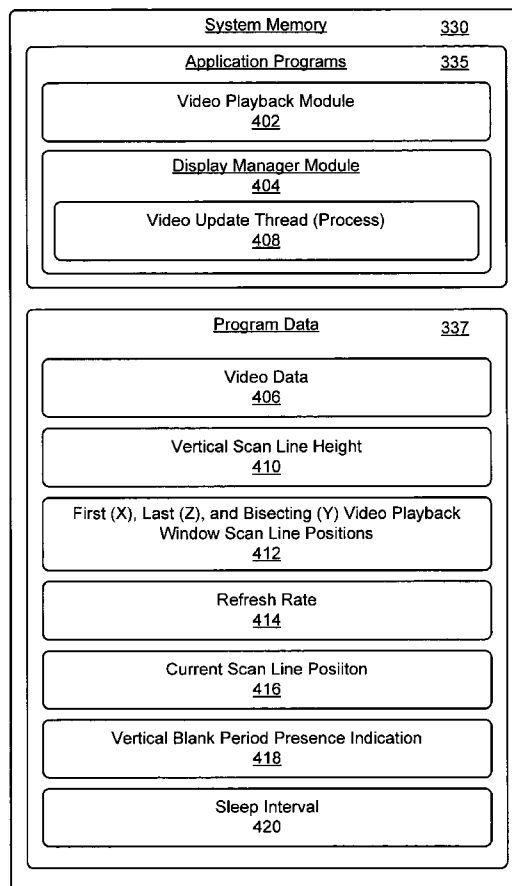 System Memory 330
Application Programs 335
Video Playback Module
402
Display Manager Module
404
Video Update Thread (Process)
408
Program Data 337
Video Data
406
Vertical Scan Line Height
410
First (X), Last (Z), and Bisecting (Y) Video Playback
Window Scan Line Positions
412
Refresh Rate
414
Current Scan Line Posiiton
416
Vertical Blank Period Presence Indication
418
Sleep Interval
420